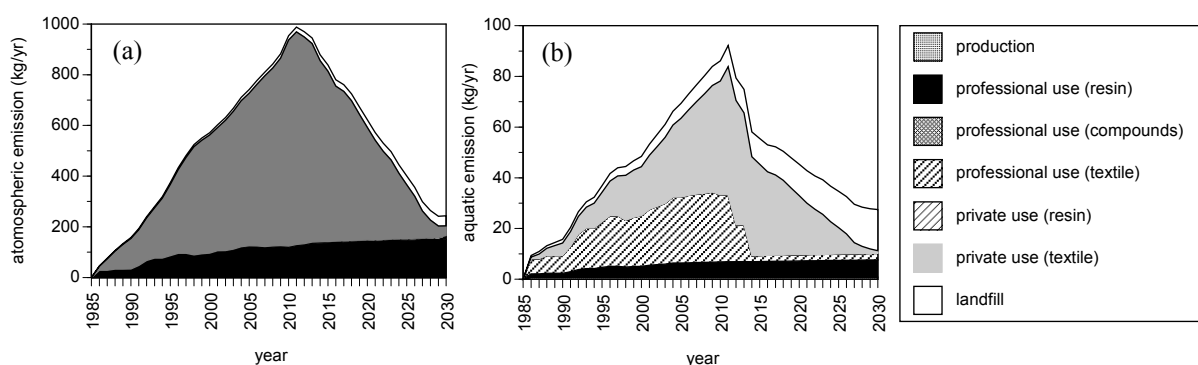 (a)
atomospheric emission (kg/yr)
1000
800
600
400
200
0
1985
1990
1995
2000
2005
2010
2015
2020
2025
2030
year
(b)
aquatic emission (kg/yr)
100
80
60
40
20
0
1985
1990
1995
2000
2005
2010
2015
2020
2025
2030
year
production
professional use (resin)
professional use (compounds)
professional use (textile)
private use (resin)
private use (textile)
landfill